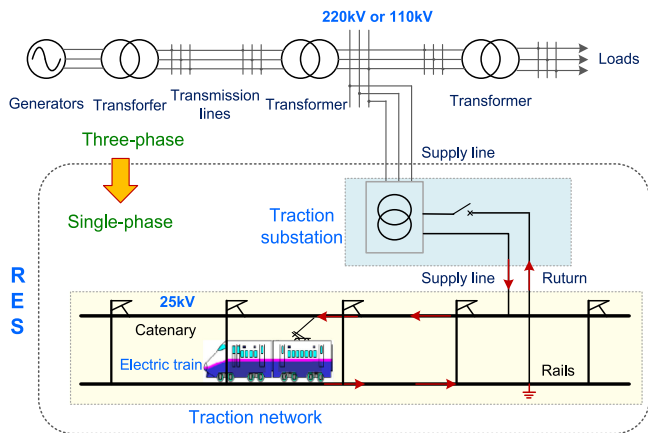 220kV or 110kV
Loads
Generators
Transforfer
Transmission
lines
Transformer
Transformer
Three-phase
Supply line
Single-phase
Traction
substation
RES
Supply line
Ruturn
25kV
Catenary
Electric train
Rails
Traction network